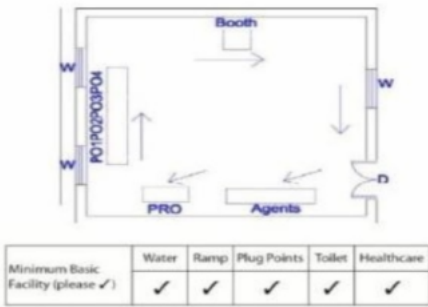 Booth
W
W
PO1PO2PO3PO4
W
D
PRO
Agents
Minimum Basic Facility (please ✓)
Water
Ramp
Plug Points
Toilet
Healthcare
✓
✓
✓
✓
✓